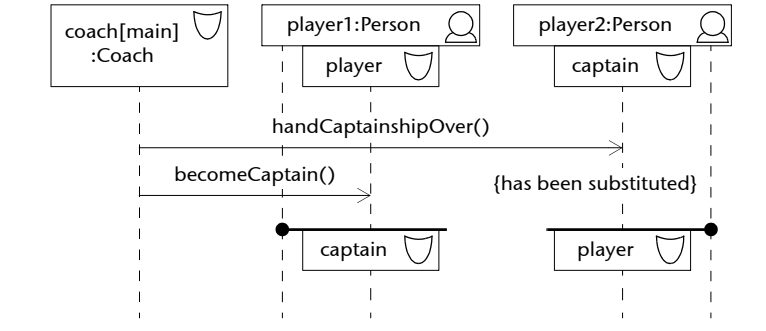 coach[main]
:Coach
player1:Person
player
player2:Person
captain
handCaptainshipOver()
becomeCaptain()
{has been substituted}
captain
player